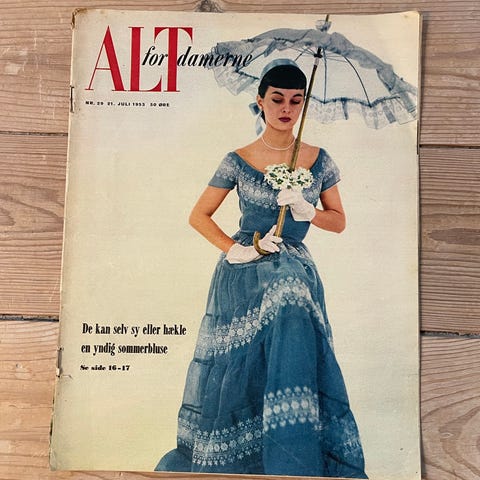 ALT for damerne
NR. 29 21. JULI 1953 50 ØRE
De kan selv sy eller hækle
en yndig sommerbluse
Se side 16-17